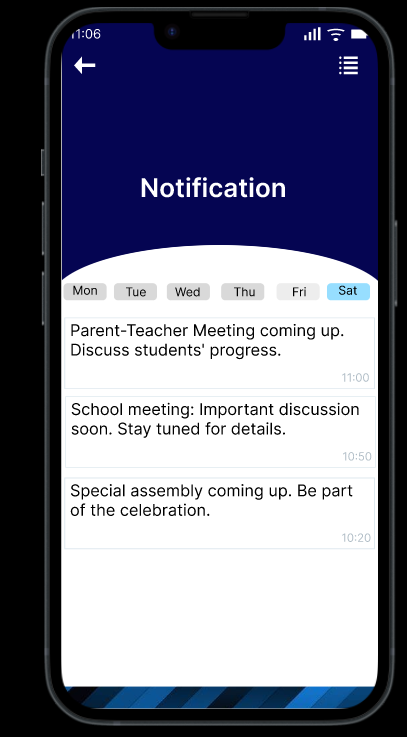 11:06
Notification
Mon Tue Wed Thu Fri Sat
Parent-Teacher Meeting coming up.
Discuss students' progress.
11:00
School meeting: Important discussion
soon. Stay tuned for details.
10:50
Special assembly coming up. Be part
of the celebration.
10:20